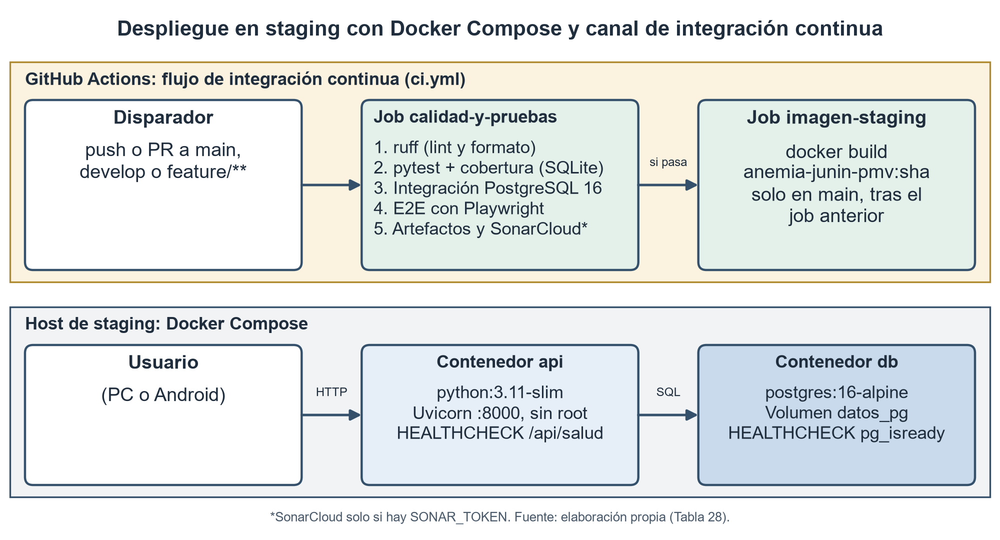 Despliegue en staging con Docker Compose y canal de integración continua
GitHub Actions: flujo de integración continua (ci.yml)
Disparador
push o PR a main,
develop o feature/**
Job calidad-y-pruebas
1. ruff (lint y formato)
2. pytest + cobertura (SQLite)
3. Integración PostgreSQL 16
4. E2E con Playwright
5. Artefactos y SonarCloud*
si pasa
Job imagen-staging
docker build
anemia-junin-pmv:sha
solo en main, tras el
job anterior
Host de staging: Docker Compose
Usuario
(PC o Android)
HTTP
Contenedor api
python:3.11-slim
Uvicorn :8000, sin root
HEALTHCHECK /api/salud
SQL
Contenedor db
postgres:16-alpine
Volumen datos_pg
HEALTHCHECK pg_isready
*SonarCloud solo si hay SONAR_TOKEN. Fuente: elaboración propia (Tabla 28).